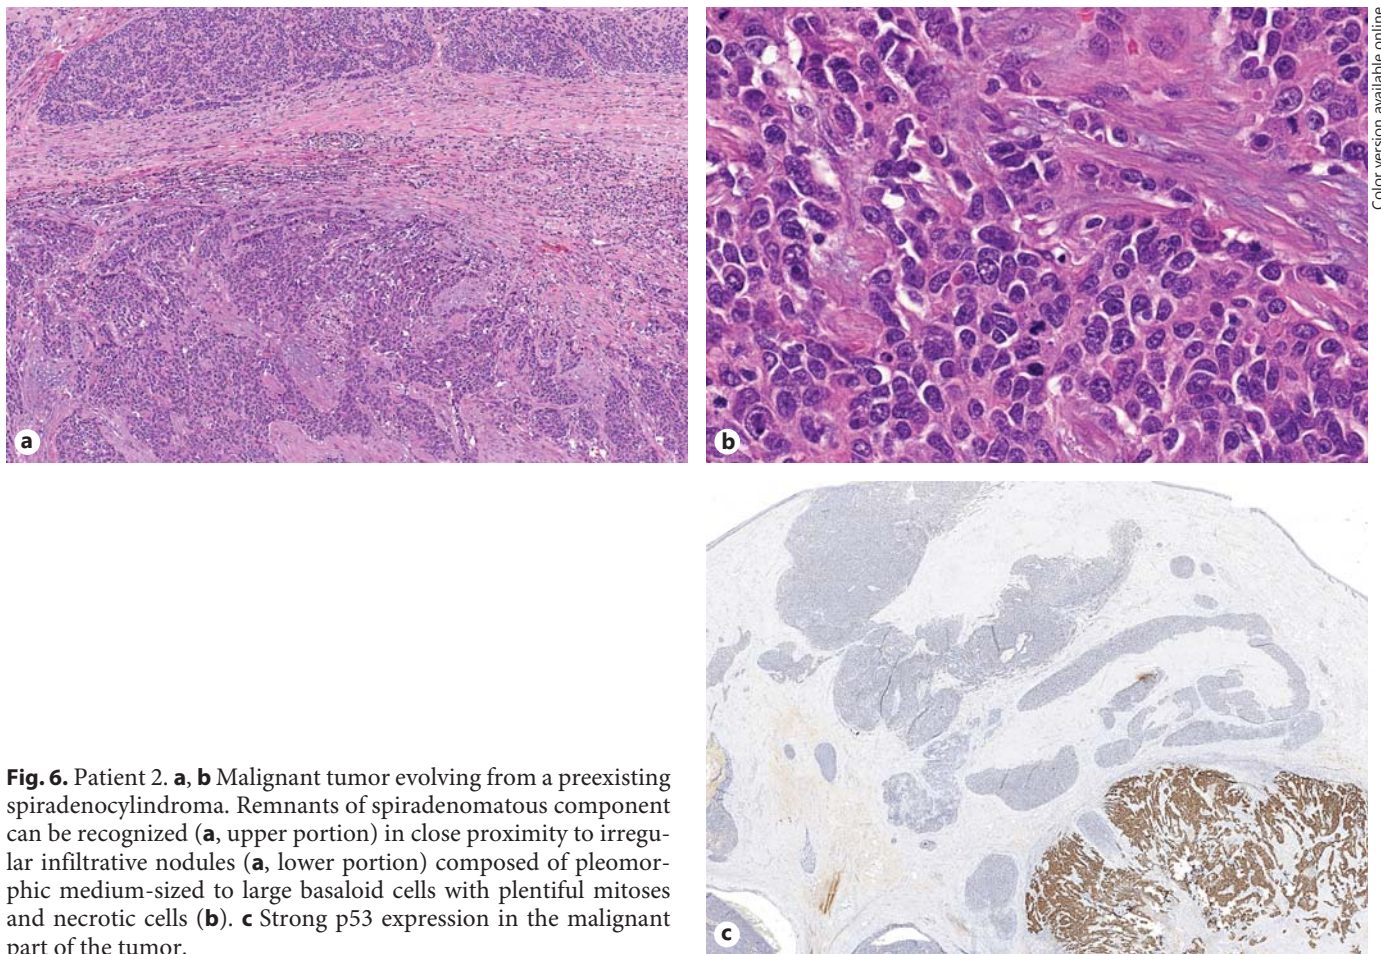 Color version available online
a
b
c
Fig. 6. Patient 2. a, b Malignant tumor evolving from a preexisting
spiradenocylindroma. Remnants of spiradenomatous component
can be recognized (a, upper portion) in close proximity to irregu-
lar infiltrative nodules (a, lower portion) composed of pleomor-
phic medium-sized to large basaloid cells with plentiful mitoses
and necrotic cells (b). c Strong p53 expression in the malignant
part of the tumor.